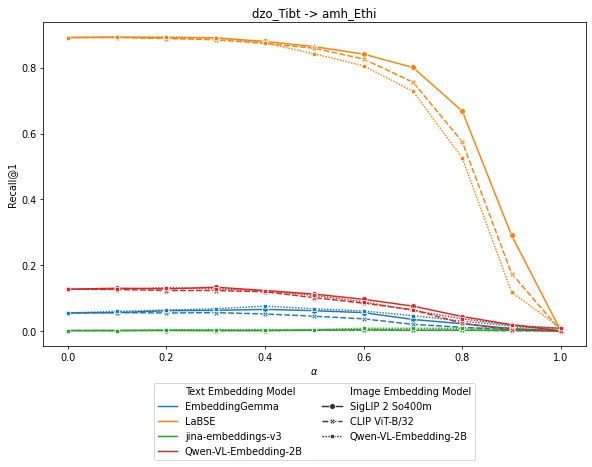 dzo_Tibt -> amh_Ethi
Recall@1
0.8
0.6
0.4
0.2
0.0
0.0 0.2 0.4 0.6 0.8 1.0
α
Text Embedding Model
EmbeddingGemma
LaBSE
jina-embeddings-v3
Qwen-VL-Embedding-2B
Image Embedding Model
SigLIP 2 So400m
CLIP ViT-B/32
Qwen-VL-Embedding-2B